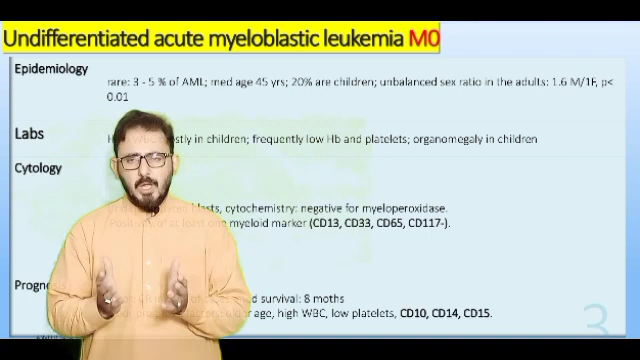 Undifferentiated acute myeloblastic leukemia M0
Epidemiology
rare: 3 - 5 % of AML; med age 45 yrs; 20% are children; unbalanced sex ratio in the adults: 1.6 M/1F, p<
0.01
Labs
mostly in children; frequently low Hb and platelets; organomegaly in children
Cytology
blasts, cytochemistry: negative for myeloperoxidase.
at least one myeloid marker (CD13, CD33, CD65, CD117-).
survival: 8 moths
age, high WBC, low platelets, CD10, CD14, CD15.
3